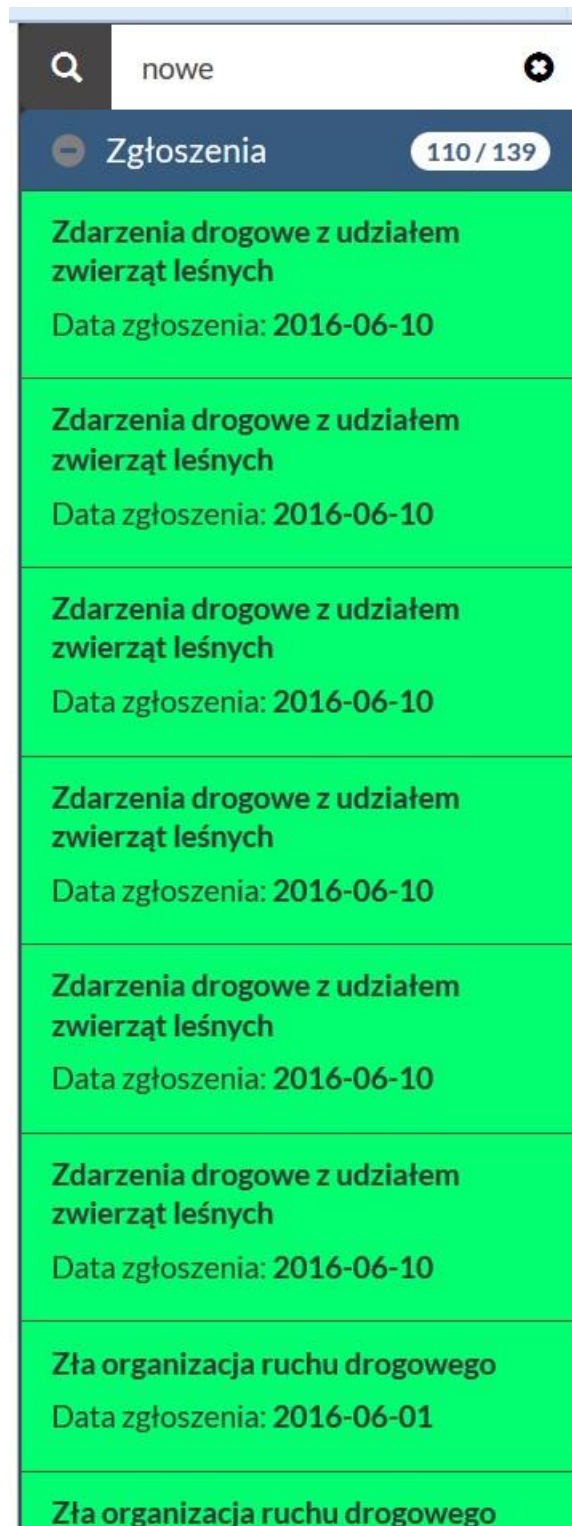 nowe
Zgłoszenia 110 / 139
Zdarzenia drogowe z udziałem
zwierząt leśnych
Data zgłoszenia: 2016-06-10
Zdarzenia drogowe z udziałem
zwierząt leśnych
Data zgłoszenia: 2016-06-10
Zdarzenia drogowe z udziałem
zwierząt leśnych
Data zgłoszenia: 2016-06-10
Zdarzenia drogowe z udziałem
zwierząt leśnych
Data zgłoszenia: 2016-06-10
Zdarzenia drogowe z udziałem
zwierząt leśnych
Data zgłoszenia: 2016-06-10
Zdarzenia drogowe z udziałem
zwierząt leśnych
Data zgłoszenia: 2016-06-10
Zła organizacja ruchu drogowego
Data zgłoszenia: 2016-06-01
Zła organizacja ruchu drogowego